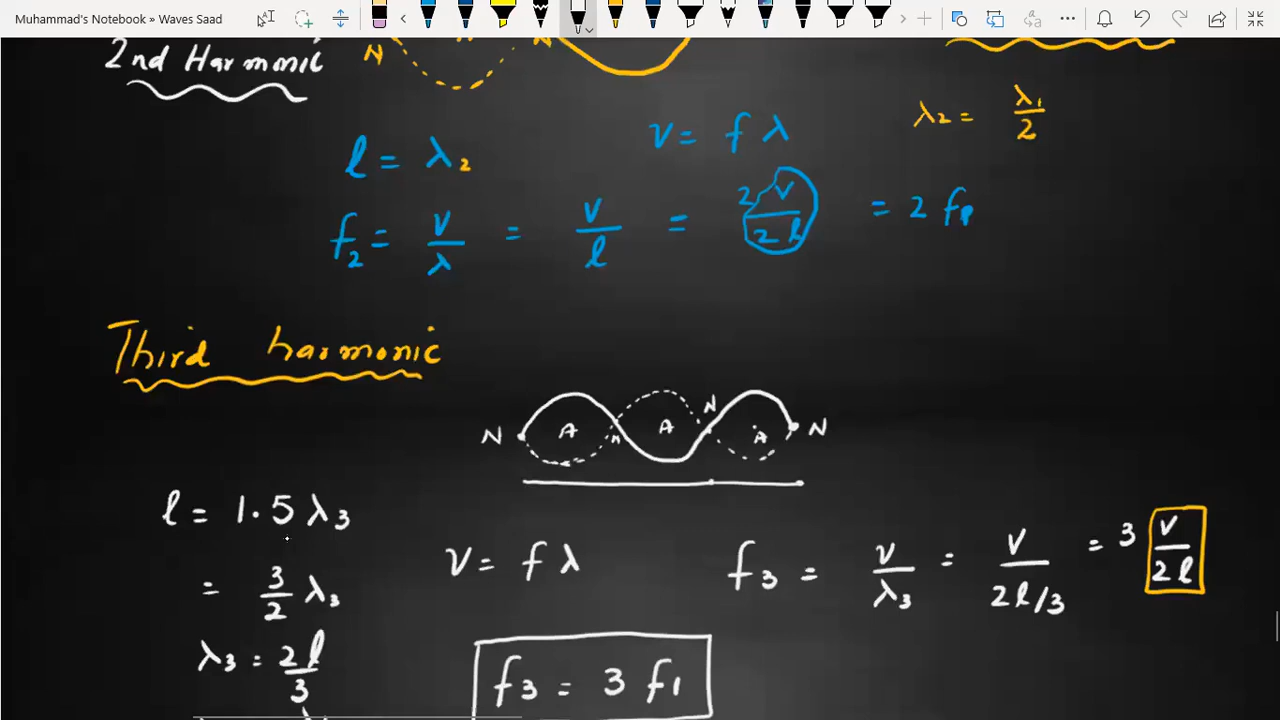 Muhammad's Notebook » Waves Saad
2nd Harmonic
N N
λ2 = λ1/2
l = λ2
v = f λ
f2 = v/λ = v/l = 2 v/2l = 2 f1
Third harmonic
N A n A N A N
l = 1.5 λ3
= 3/2 λ3
v = f λ
f3 = v/λ3 = v/2l/3 = 3 v/2l
λ3 = 2l/3
f3 = 3 f1